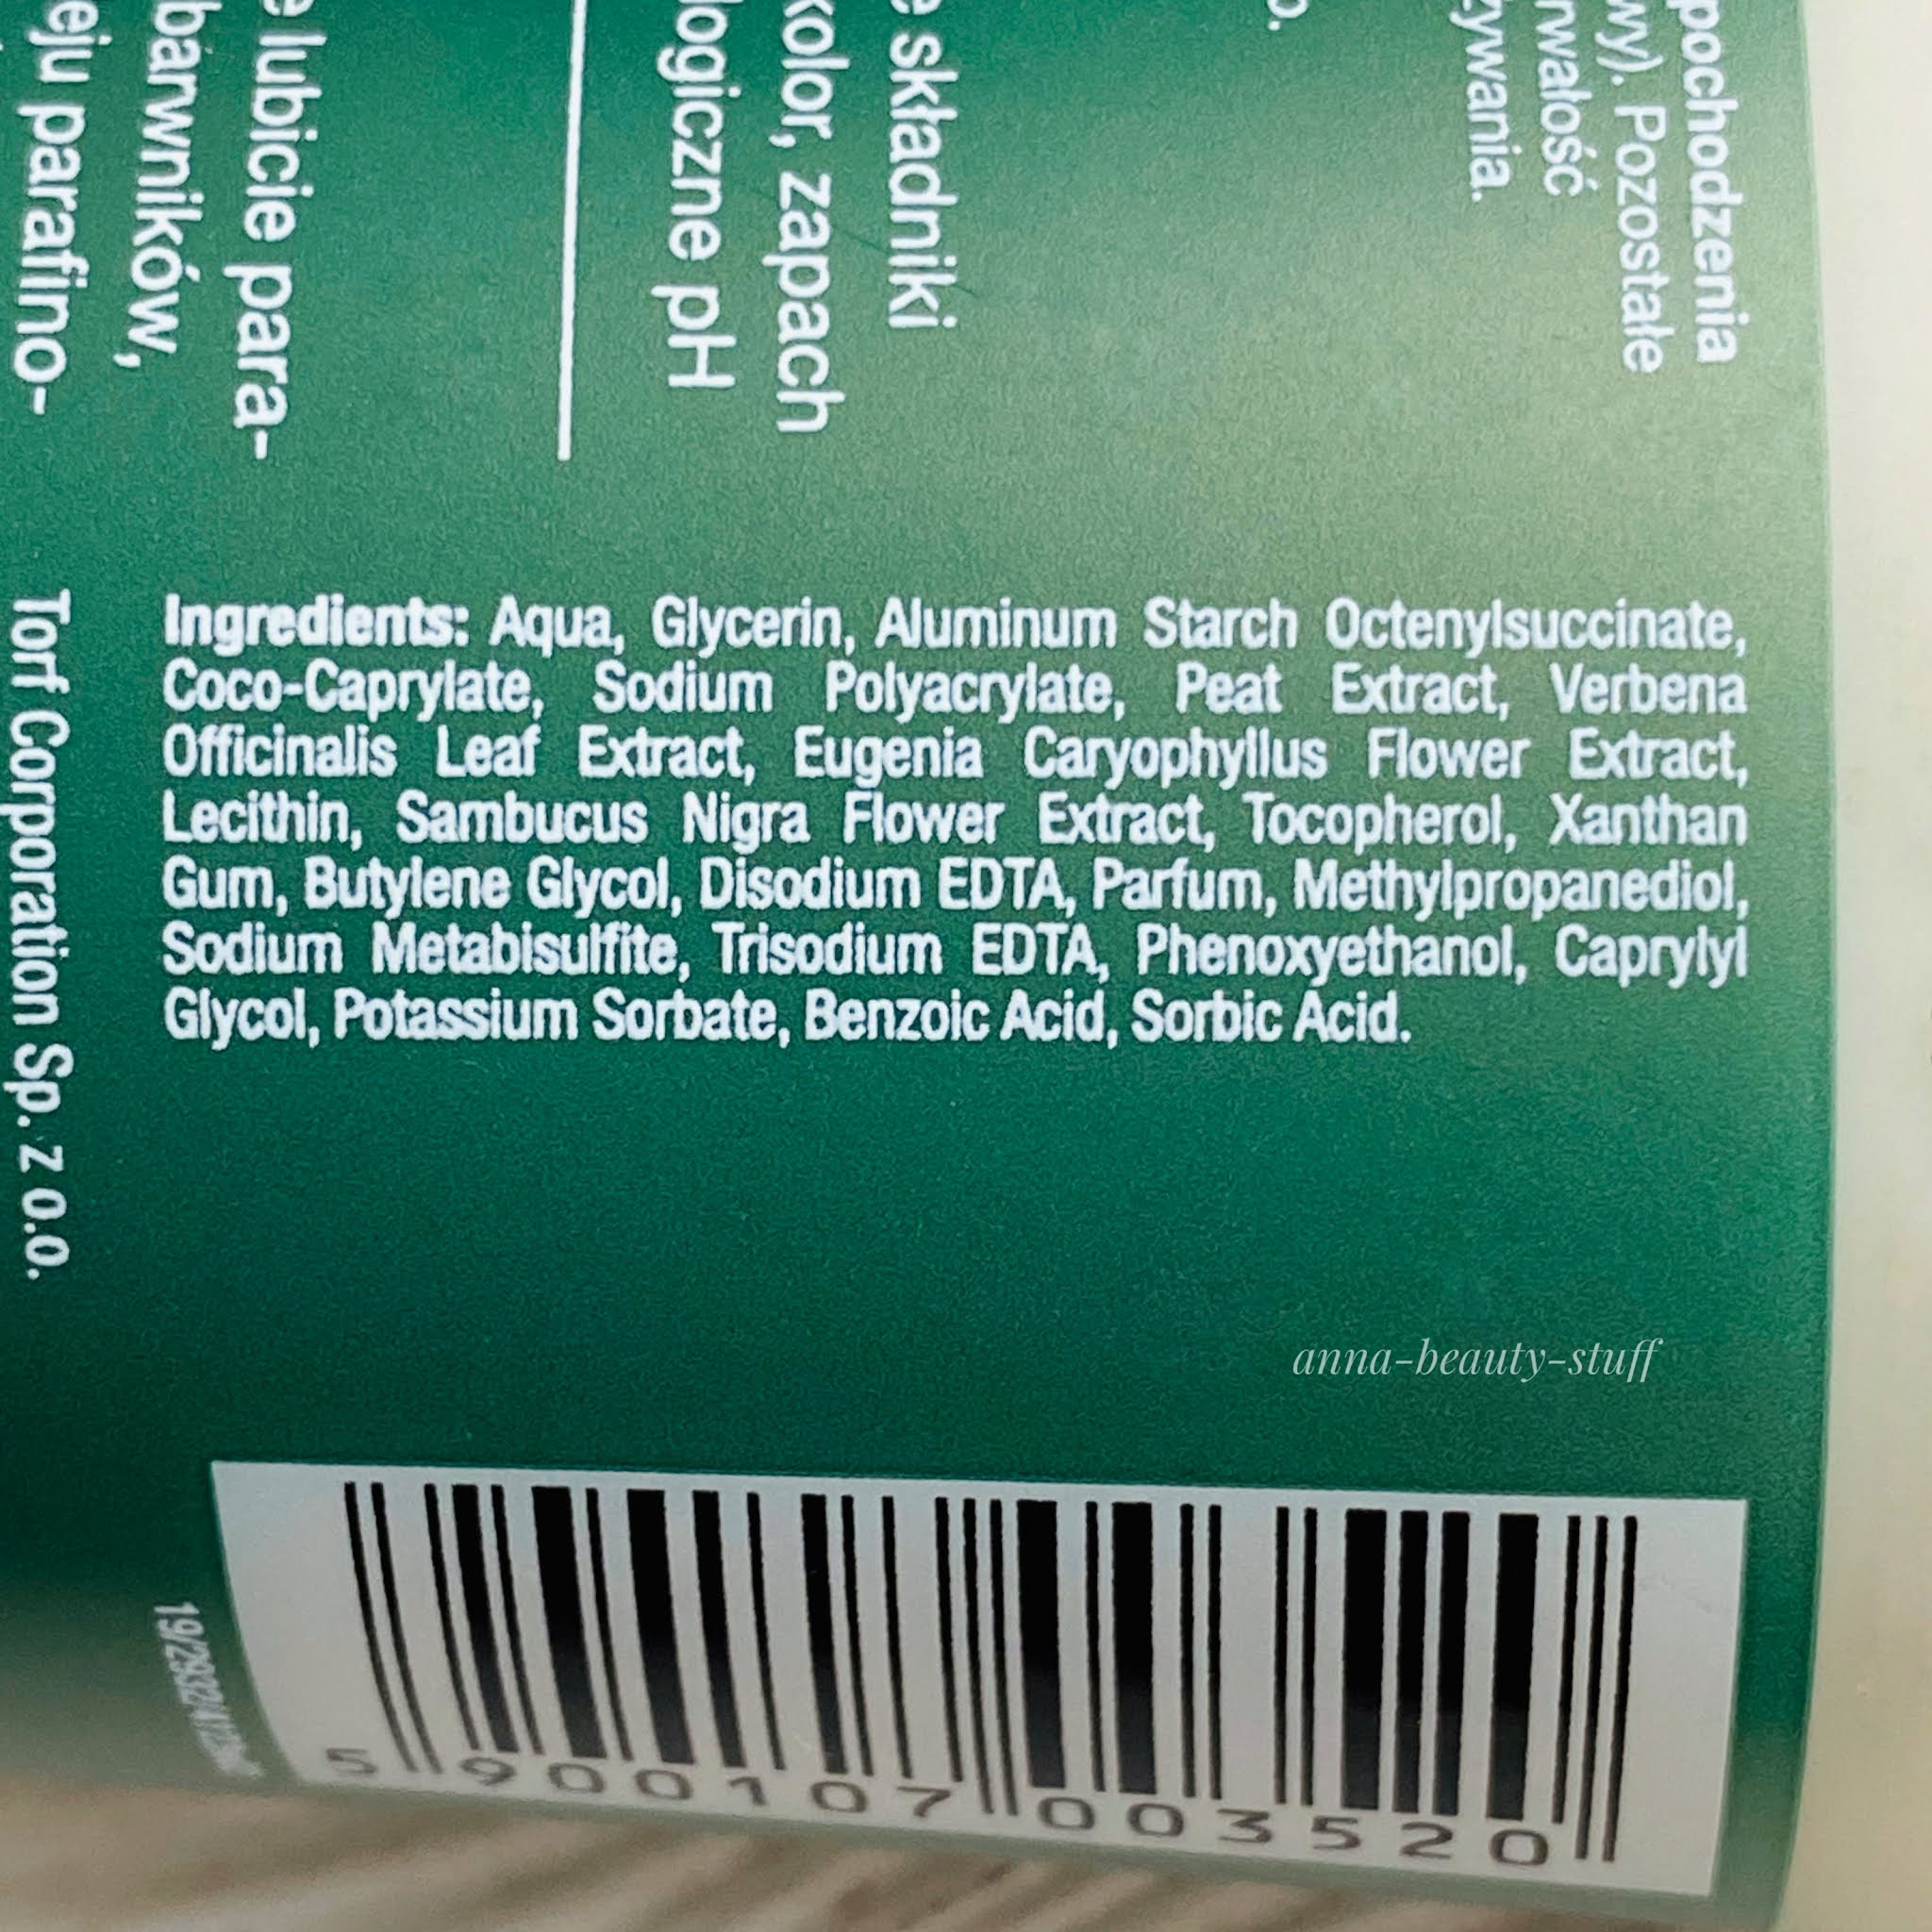 Ingredients: Aqua, Glycerin, Aluminum Starch Octenylsuccinate,
Coco-Caprylate, Sodium Polyacrylate, Peat Extract, Verbena
Officinalis Leaf Extract, Eugenia Caryophyllus Flower Extract,
Lecithin, Sambucus Nigra Flower Extract, Tocopherol, Xanthan
Gum, Butylene Glycol, Disodium EDTA, Parfum, Methylpropanediol,
Sodium Metabisulfite, Trisodium EDTA, Phenoxyethanol, Caprylyl
Glycol, Potassium Sorbate, Benzoic Acid, Sorbic Acid.
pochodzenia
wy). Pozostałe
rwałość
żywania.
składniki
kolor, zapach
logiczne pH
lubicie para-
barwników,
eju parafino-
Torf Corporation Sp. z o.o.
anna-beauty-stuff
5 900107 003520